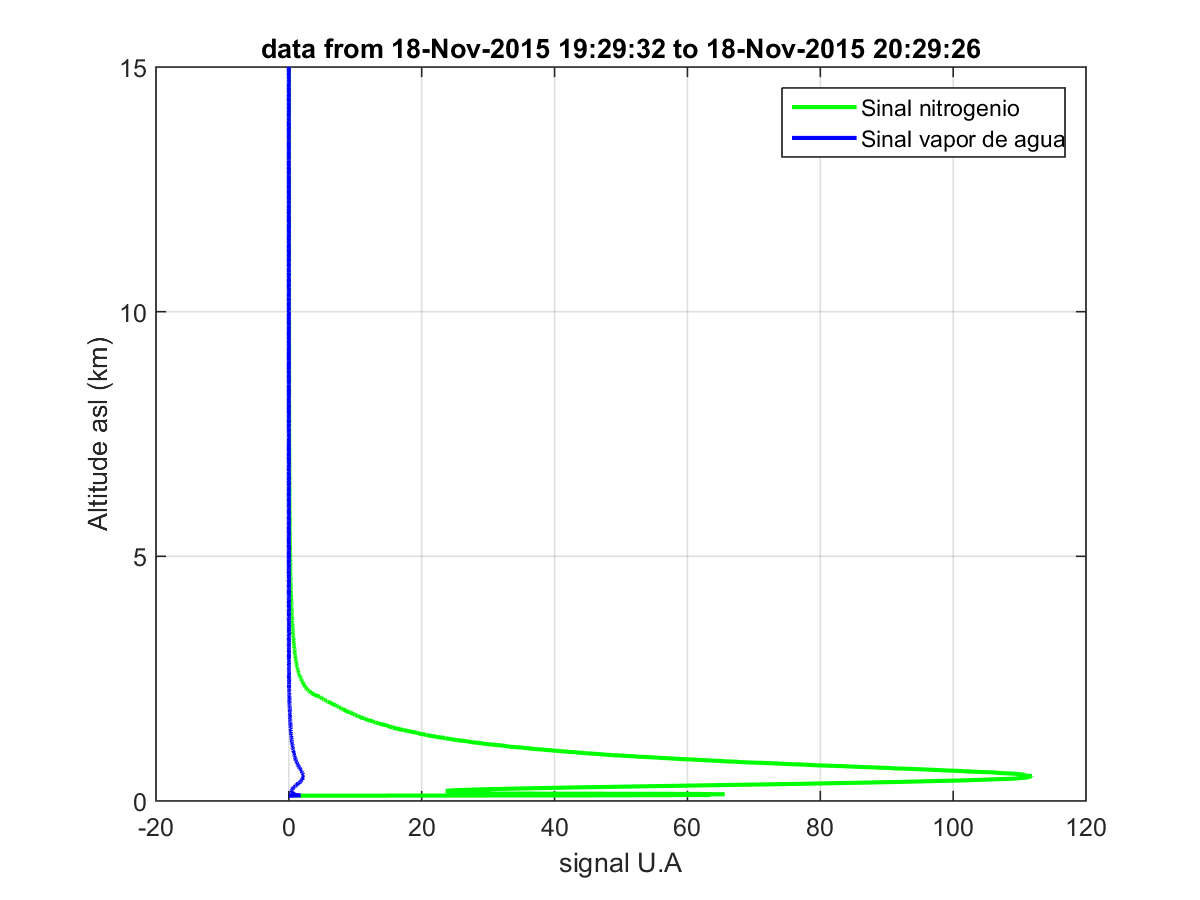 data from 18-Nov-2015 19:29:32 to 18-Nov-2015 20:29:26
Sinal nitrogenio
Sinal vapor de agua
15
10
5
0
Altitude asl (km)
-20 0 20 40 60 80 100 120
signal U.A